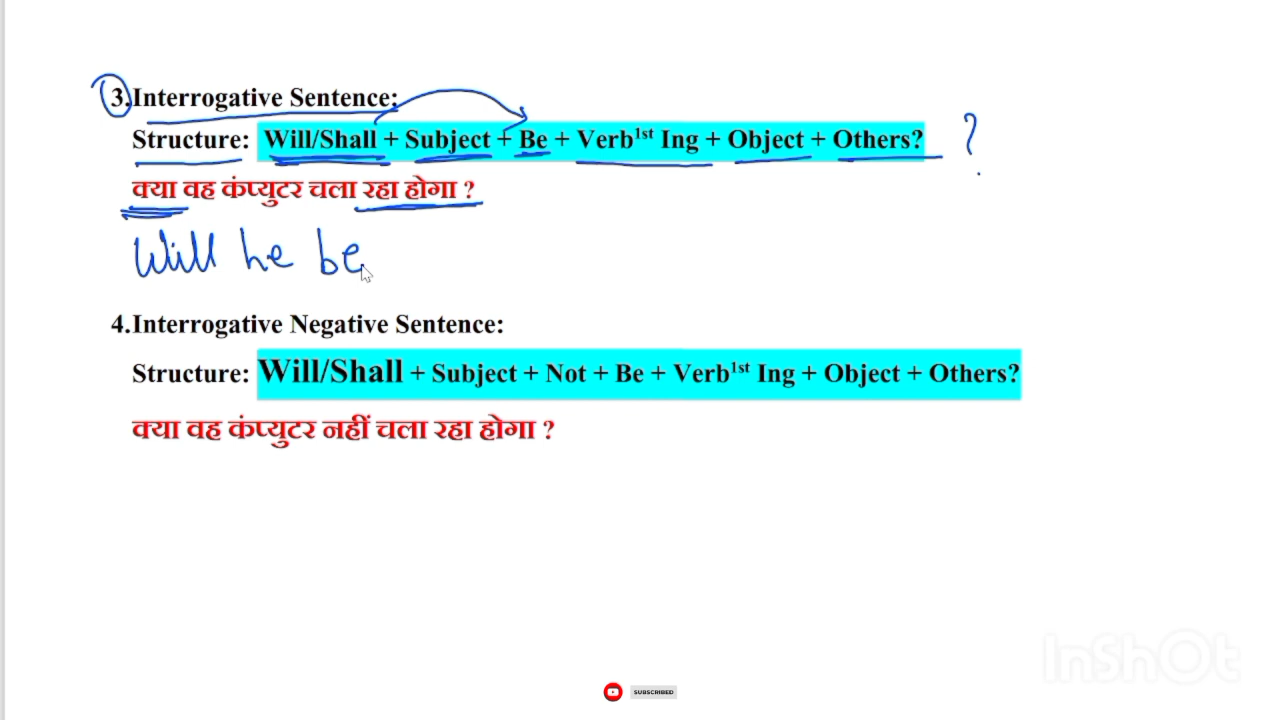 3.Interrogative Sentence:
Structure: Will/Shall + Subject + Be + Verb1st Ing + Object + Others? ?
क्या वह कंप्युटर चला रहा होगा ?
Will he be
4.Interrogative Negative Sentence:
Structure: Will/Shall + Subject + Not + Be + Verb1st Ing + Object + Others?
क्या वह कंप्युटर नहीं चला रहा होगा ?
InShOt
SUBSCRIBED